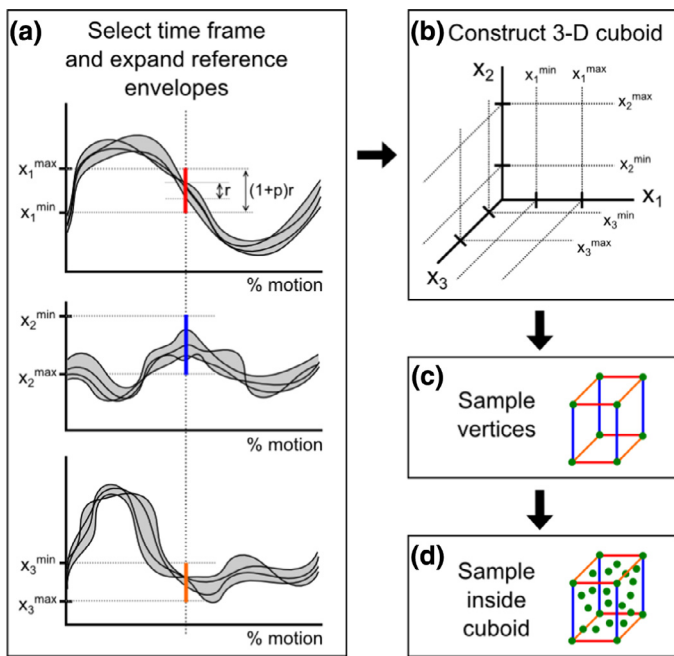 (a)
Select time frame
and expand reference
envelopes
x₁ᵐᵃˣ
x₁ᵐⁱⁿ
r
(1+p)r
% motion
x₂ᵐⁱⁿ
x₂ᵐᵃˣ
% motion
x₃ᵐⁱⁿ
x₃ᵐᵃˣ
% motion
(b)
Construct 3-D cuboid
X₂
x₁ᵐⁱⁿ
x₁ᵐᵃˣ
x₂ᵐᵃˣ
x₂ᵐⁱⁿ
X₁
x₃ᵐⁱⁿ
x₃ᵐᵃˣ
X₃
(c)
Sample
vertices
(d)
Sample
inside
cuboid